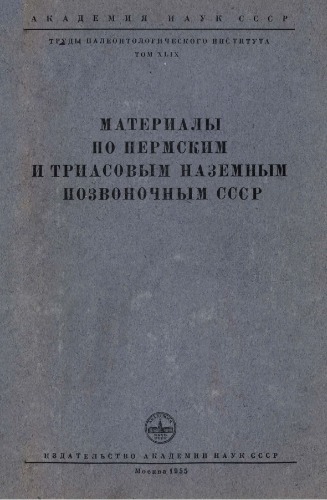 АКАДЕМИЯ НАУК СССР
ТРУДЫ ПАЛЕОНТОЛОГИЧЕСКОГО ИНСТИТУТА
ТОМ XLIX
МАТЕРИАЛЫ
ПО ПЕРМСКИМ
И ТРИАСОВЫМ НАЗЕМНЫМ
ПОЗВОНОЧНЫМ СССР
ИЗДАТЕЛЬСТВО АКАДЕМИИ НАУК СССР
Москва 1955